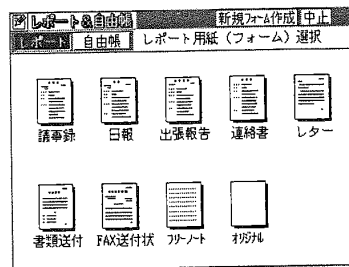 レポート&自由帳 新規フォーム作成 中止
レポート 自由帳 レポート用紙（フォーム）選択
議事録 日報 出張報告 連絡書 レター
書類送付 FAX送付状 フリーノート オリジナル